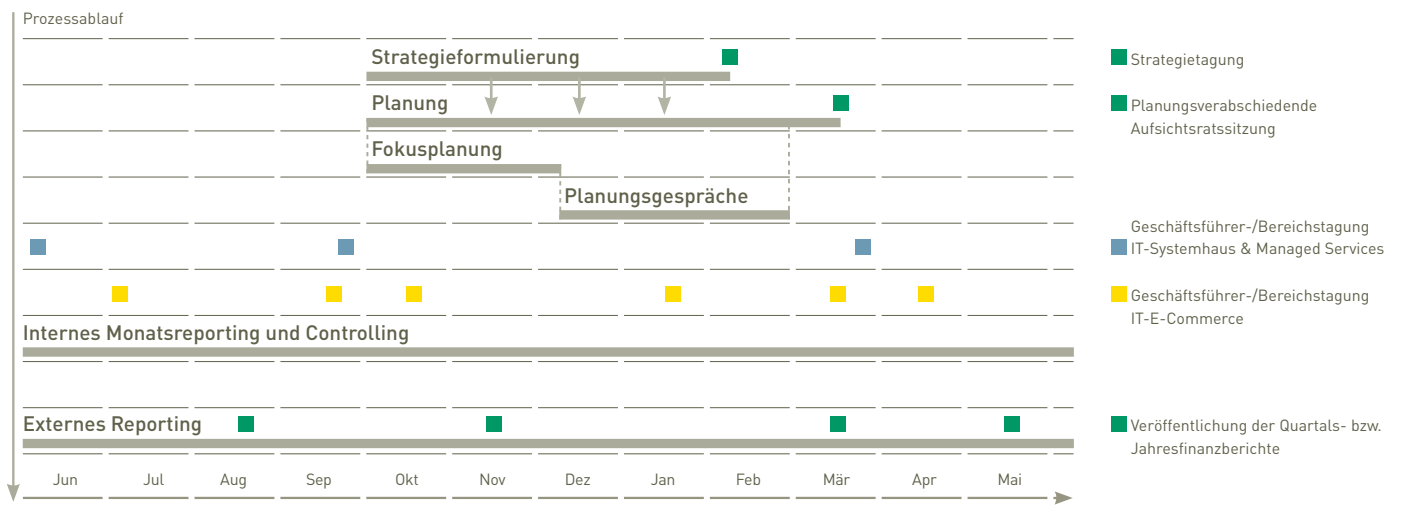 Prozessablauf
Strategieformulierung
Strategietagung
Planung
Planungsverabschiedende
Aufsichtsratssitzung
Fokusplanung
Planungsgespräche
Geschäftsführer-/Bereichstagung
IT-Systemhaus & Managed Services
Geschäftsführer-/Bereichstagung
IT-E-Commerce
Internes Monatsreporting und Controlling
Externes Reporting
Veröffentlichung der Quartals- bzw.
Jahresfinanzberichte
Jun Jul Aug Sep Okt Nov Dez Jan Feb Mär Apr Mai